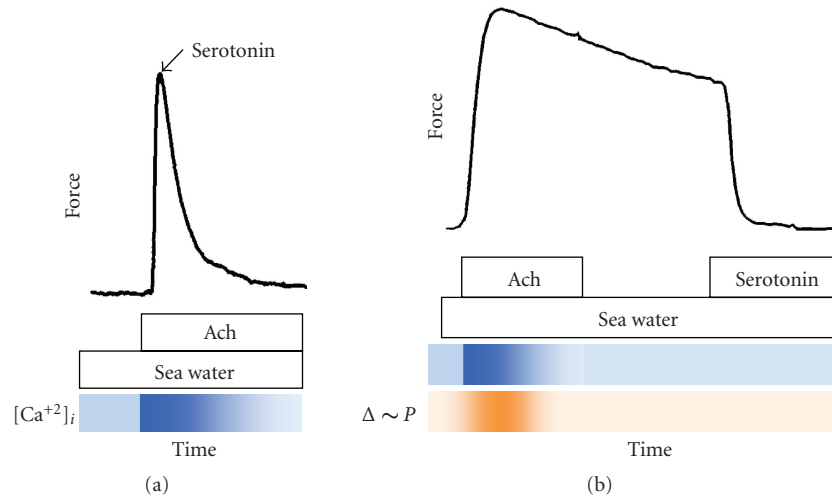 Serotonin
Force
Ach
Sea water
[Ca⁺²]ᵢ
Time
(a)
Force
Ach
Serotonin
Sea water
Δ ∼ P
Time
(b)